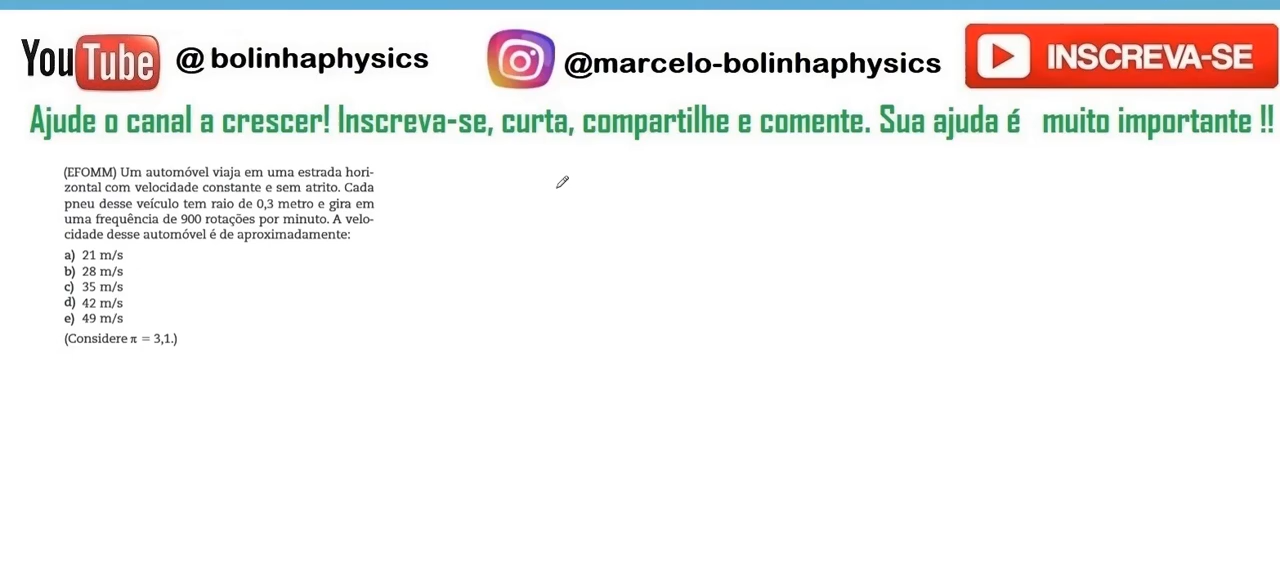 YouTube @bolinhaphysics @marcelo-bolinhaphysics INSCREVA-SE
Ajude o canal a crescer! Inscreva-se, curta, compartilhe e comente. Sua ajuda é muito importante !!
(EFOMM) Um automóvel viaja em uma estrada hori-
zontal com velocidade constante e sem atrito. Cada
pneu desse veículo tem raio de 0,3 metro e gira em
uma frequência de 900 rotações por minuto. A velo-
cidade desse automóvel é de aproximadamente:
a) 21 m/s
b) 28 m/s
c) 35 m/s
d) 42 m/s
e) 49 m/s
(Considere π = 3,1.)